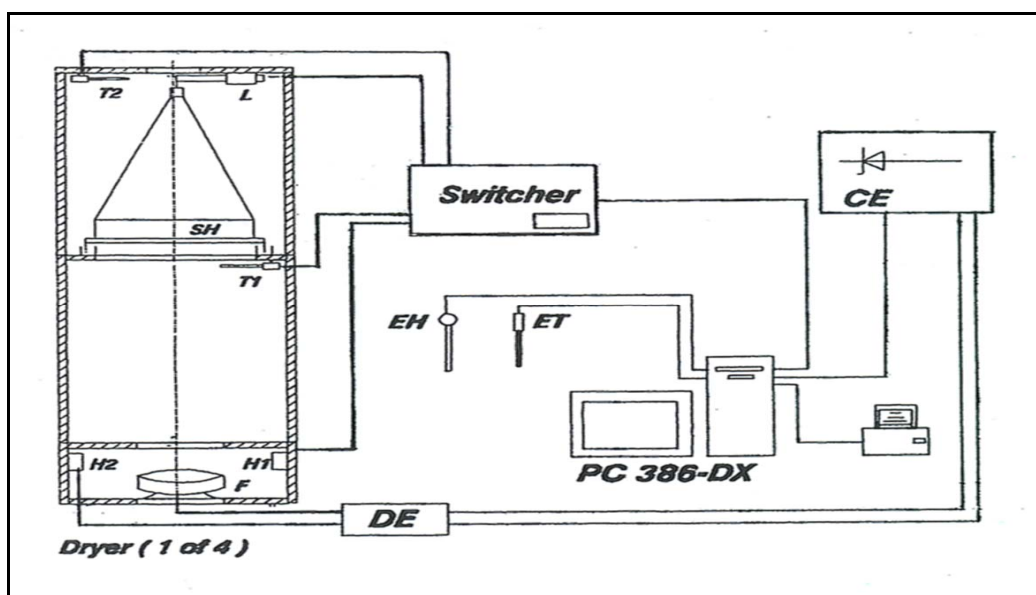 T2
L
Switcher
CE
SH
T1
EH
ET
PC 386-DX
H2
H1
F
DE
Dryer ( 1 of 4 )